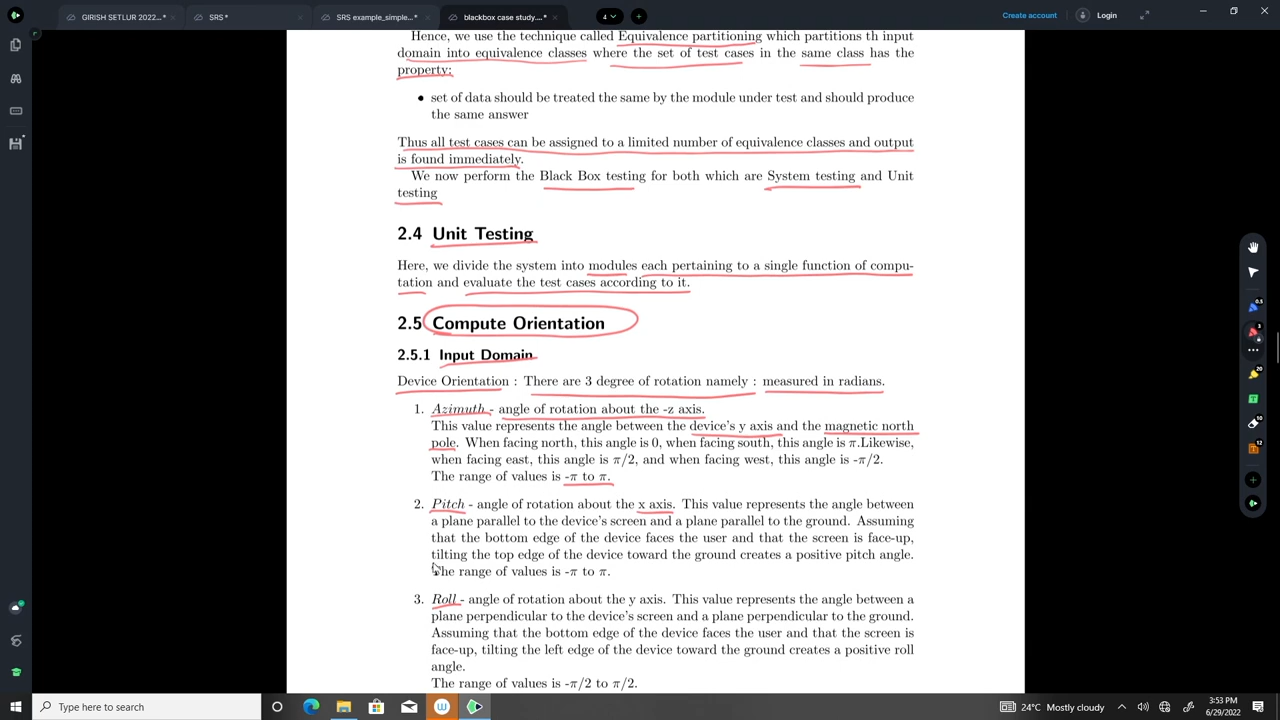 GIRISH SETLUR 2022...*
SRS*
SRS example_simple...*
blackbox case study....*
4
Create account
Login
Hence, we use the technique called Equivalence partitioning which partitions th input
domain into equivalence classes where the set of test cases in the same class has the
property:
• set of data should be treated the same by the module under test and should produce
the same answer
Thus all test cases can be assigned to a limited number of equivalence classes and output
is found immediately.
We now perform the Black Box testing for both which are System testing and Unit
testing
2.4 Unit Testing
Here, we divide the system into modules each pertaining to a single function of compu-
tation and evaluate the test cases according to it.
2.5 Compute Orientation
2.5.1 Input Domain
Device Orientation : There are 3 degree of rotation namely : measured in radians.
1. Azimuth - angle of rotation about the -z axis.
This value represents the angle between the device's y axis and the magnetic north
pole. When facing north, this angle is 0, when facing south, this angle is π.Likewise,
when facing east, this angle is π/2, and when facing west, this angle is -π/2.
The range of values is -π to π.
2. Pitch - angle of rotation about the x axis. This value represents the angle between
a plane parallel to the device's screen and a plane parallel to the ground. Assuming
that the bottom edge of the device faces the user and that the screen is face-up,
tilting the top edge of the device toward the ground creates a positive pitch angle.
The range of values is -π to π.
3. Roll - angle of rotation about the y axis. This value represents the angle between a
plane perpendicular to the device's screen and a plane perpendicular to the ground.
Assuming that the bottom edge of the device faces the user and that the screen is
face-up, tilting the left edge of the device toward the ground creates a positive roll
angle.
The range of values is -π/2 to π/2.
Type here to search
24°C Mostly cloudy
3:53 PM
6/29/2022